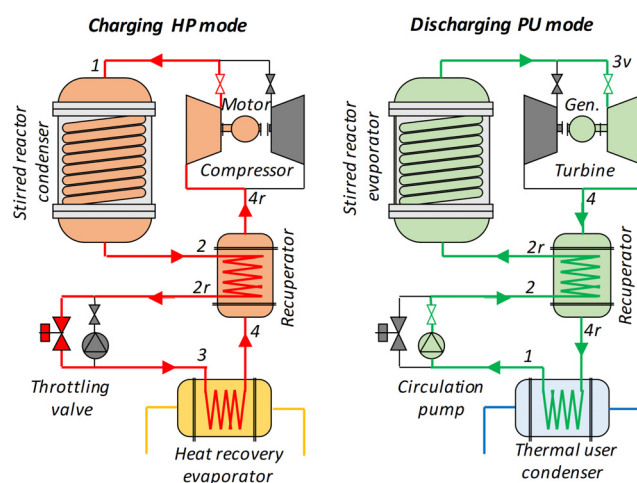 Charging HP mode
1
Stirred reactor
condenser
Motor
Compressor
4r
2
2r
Recuperator
4
3
Throttling
valve
Heat recovery
evaporator
Discharging PU mode
3v
Stirred reactor
evaporator
Gen.
Turbine
4
2r
2
Recuperator
4r
1
Circulation
pump
Thermal user
condenser